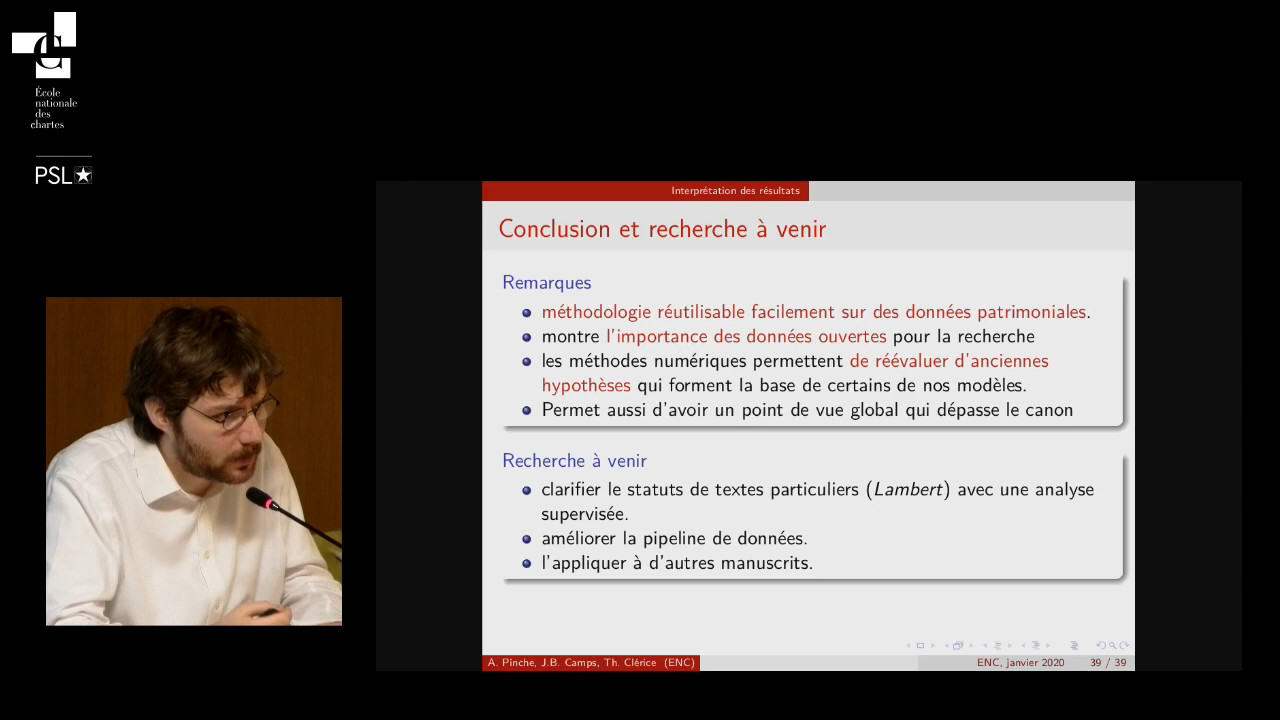 École
nationale
des
chartes
PSL
Interprétation des résultats
Conclusion et recherche à venir
Remarques
méthodologie réutilisable facilement sur des données patrimoniales.
montre l'importance des données ouvertes pour la recherche
les méthodes numériques permettent de réévaluer d'anciennes
hypothèses qui forment la base de certains de nos modèles.
Permet aussi d'avoir un point de vue global qui dépasse le canon
Recherche à venir
clarifier le statuts de textes particuliers (Lambert) avec une analyse
supervisée.
améliorer la pipeline de données.
l'appliquer à d'autres manuscrits.
A. Pinche, J.B. Camps, Th. Clérice (ENC)
ENC, janvier 2020 39 / 39